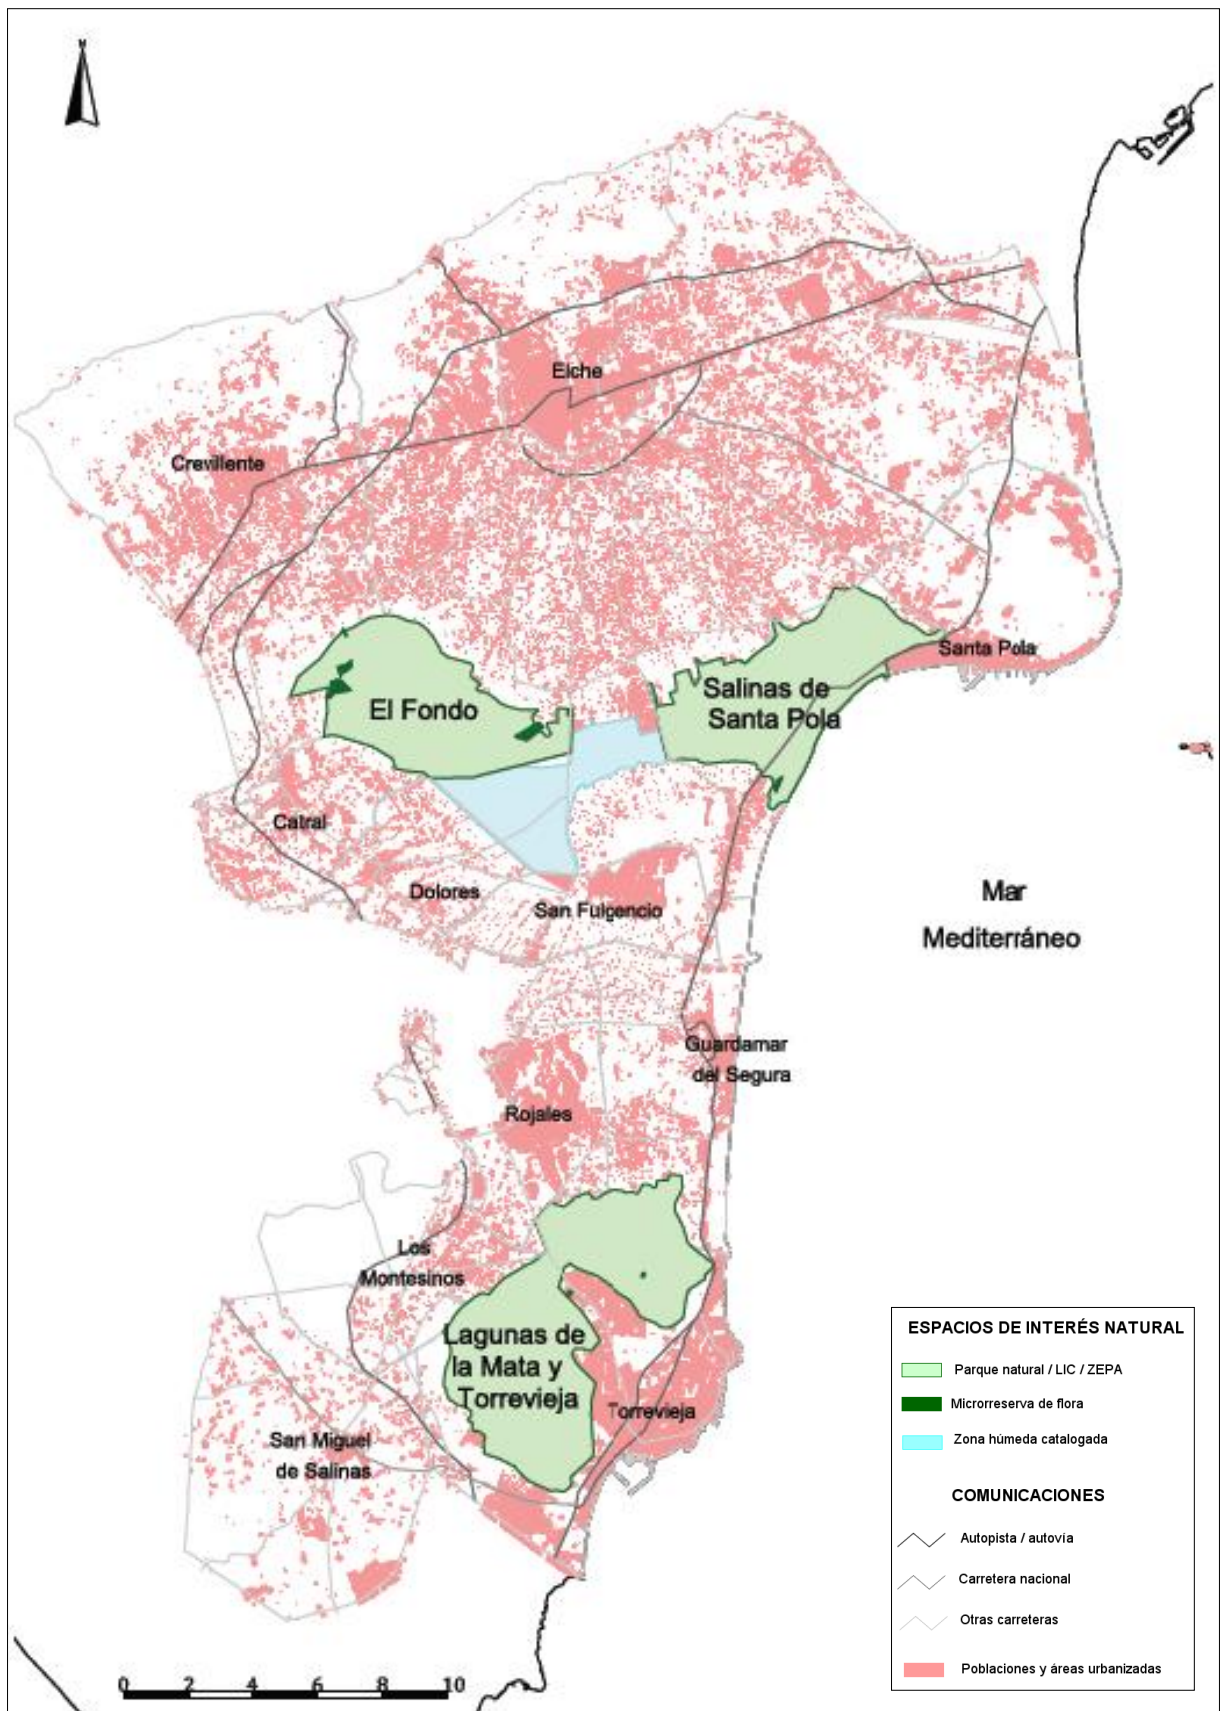 N
Elche
Crevillente
Santa Pola
Salinas de
Santa Pola
El Fondo
Catral
Dolores
San Fulgencio
Mar
Mediterráneo
Guardamar
del Segura
Rojales
Los
Montesinos
Lagunas de
la Mata y
Torrevieja
Torrevieja
San Miguel
de Salinas
0 2 4 6 8 10
ESPACIOS DE INTERÉS NATURAL
Parque natural / LIC / ZEPA
Microrreserva de flora
Zona húmeda catalogada
COMUNICACIONES
Autopista / autovía
Carretera nacional
Otras carreteras
Poblaciones y áreas urbanizadas